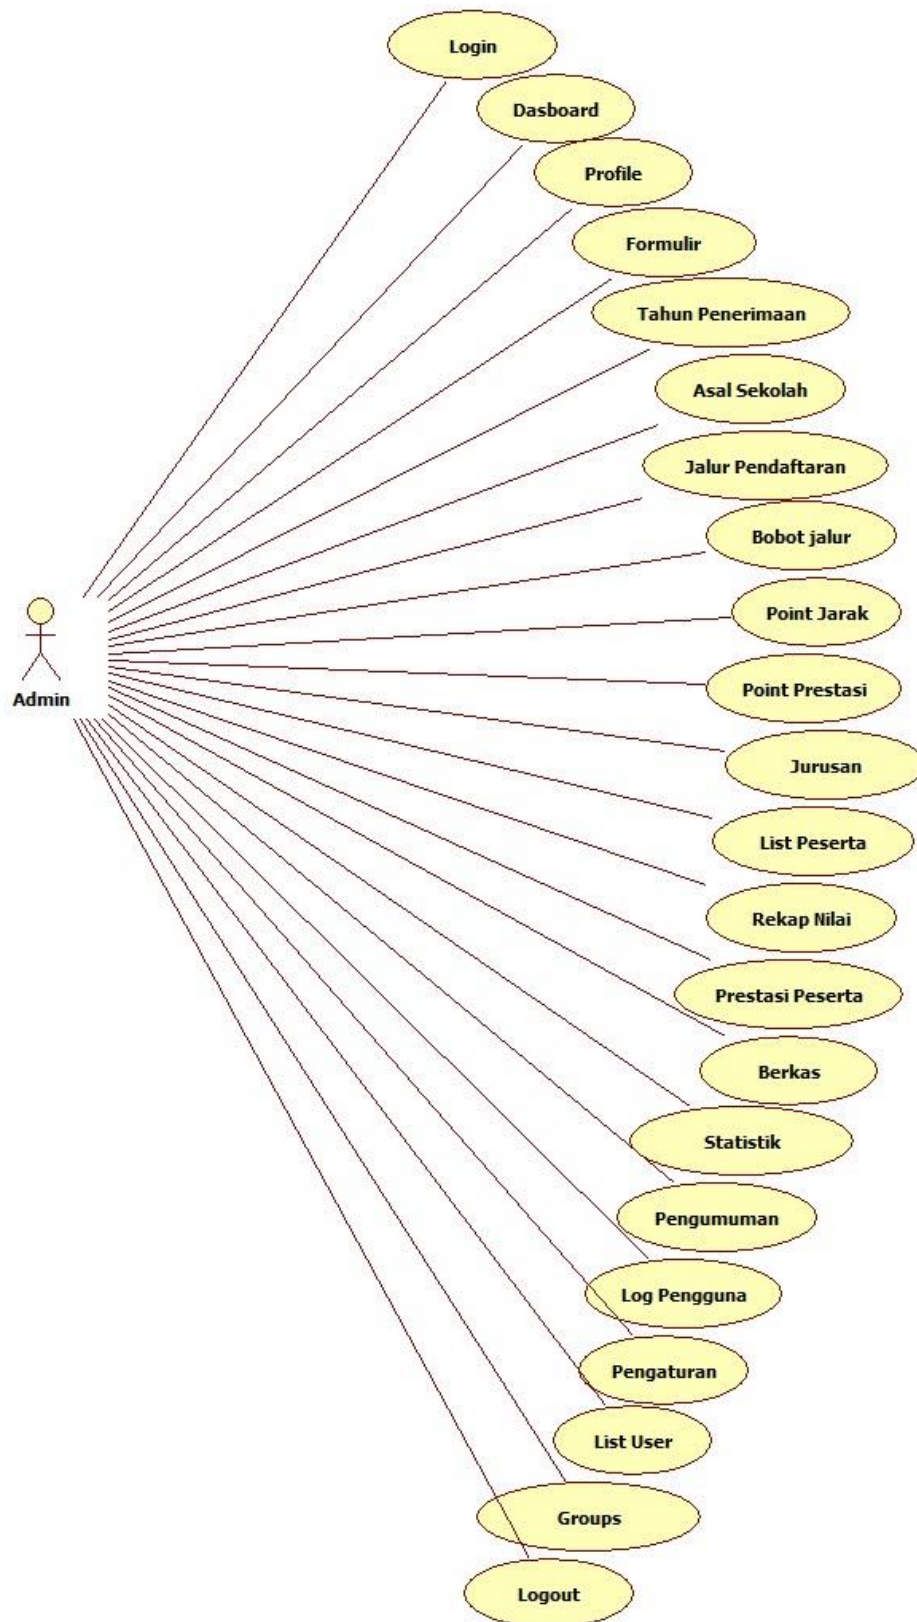 Login
Dasboard
Profile
Formulir
Tahun Penerimaan
Asal Sekolah
Jalur Pendaftaran
Bobot jalur
Point Jarak
Admin
Point Prestasi
Jurusan
List Peserta
Rekap Nilai
Prestasi Peserta
Berkas
Statistik
Pengumuman
Log Pengguna
Pengaturan
List User
Groups
Logout